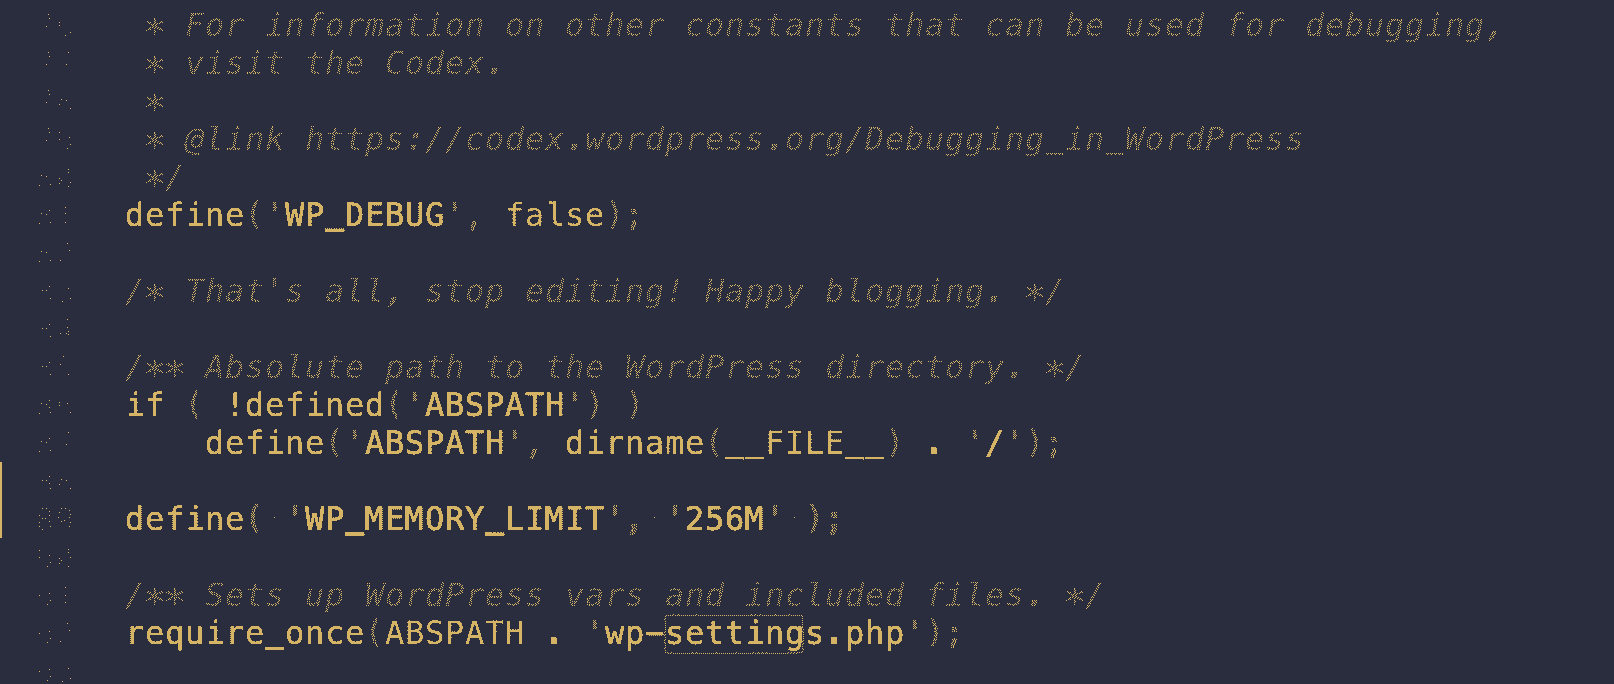 * For information on other constants that can be used for debugging,
* visit the Codex.
*
* @link https://codex.wordpress.org/Debugging_in_WordPress
*/
define('WP_DEBUG', false);
/* That's all, stop editing! Happy blogging. */
/** Absolute path to the WordPress directory. */
if ( !defined('ABSPATH') )
define('ABSPATH', dirname(__FILE__) . '/');
89 define( 'WP_MEMORY_LIMIT', '256M' );
/** Sets up WordPress vars and included files. */
require_once(ABSPATH . 'wp-settings.php');